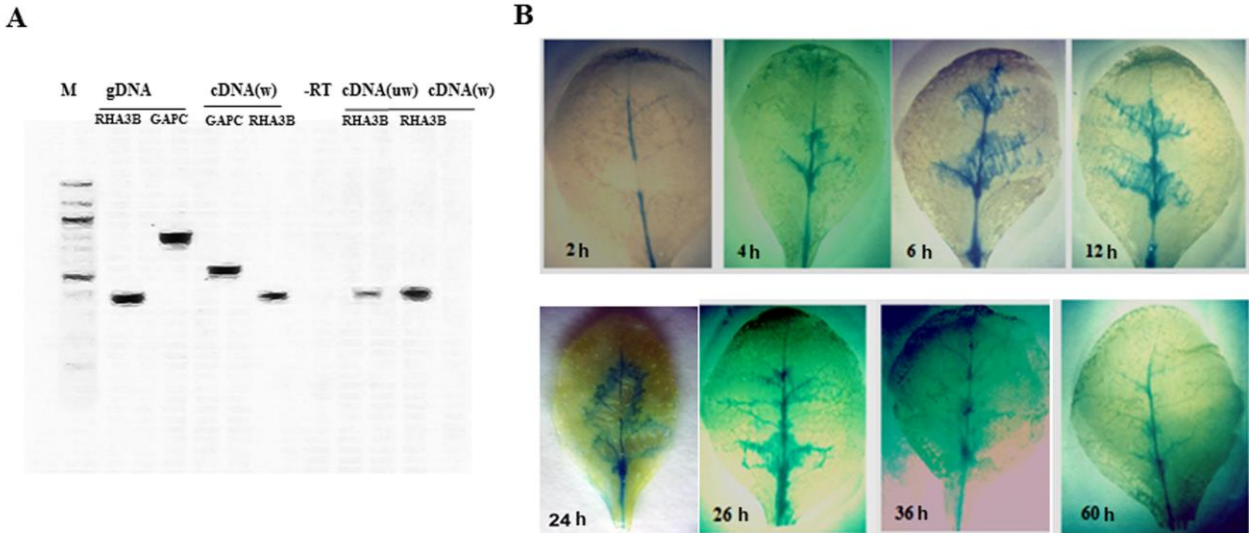 A
M gDNA cDNA(w) -RT cDNA(uw) cDNA(w)
RHA3B GAPC GAPC RHA3B RHA3B RHA3B
B
2 h 4 h 6 h 12 h
24 h 26 h 36 h 60 h